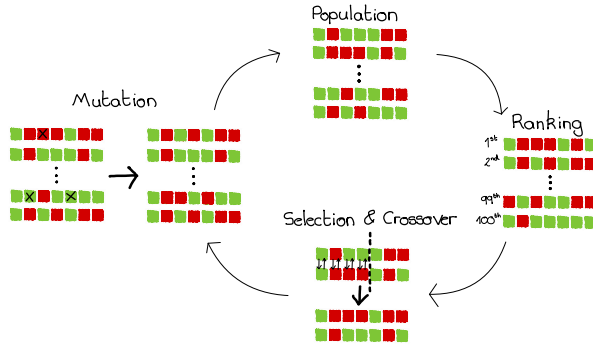 Population
Mutation
Ranking
1st
2nd
99th
100th
Selection & Crossover